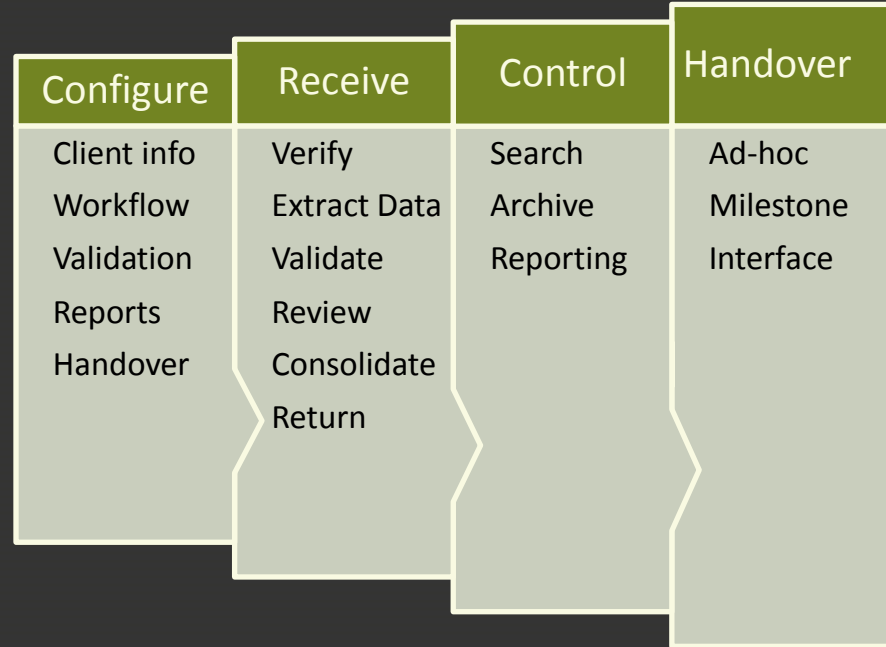 Configure
Client info
Workflow
Validation
Reports
Handover
Receive
Verify
Extract Data
Validate
Review
Consolidate
Return
Control
Search
Archive
Reporting
Handover
Ad-hoc
Milestone
Interface